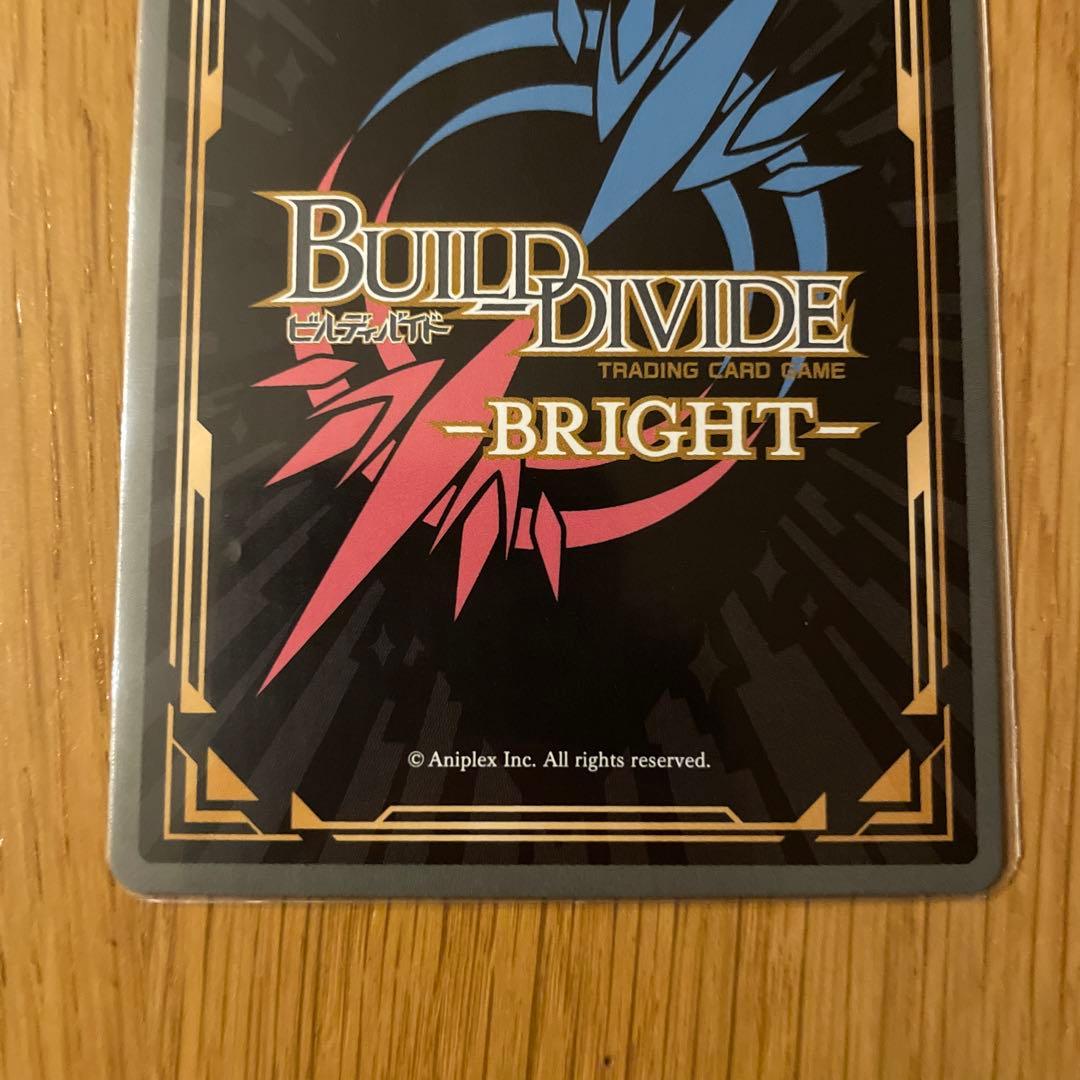 BUILD DIVIDE
ビルディバイド
TRADING CARD GAME
-BRIGHT-
© Aniplex Inc. All rights reserved.